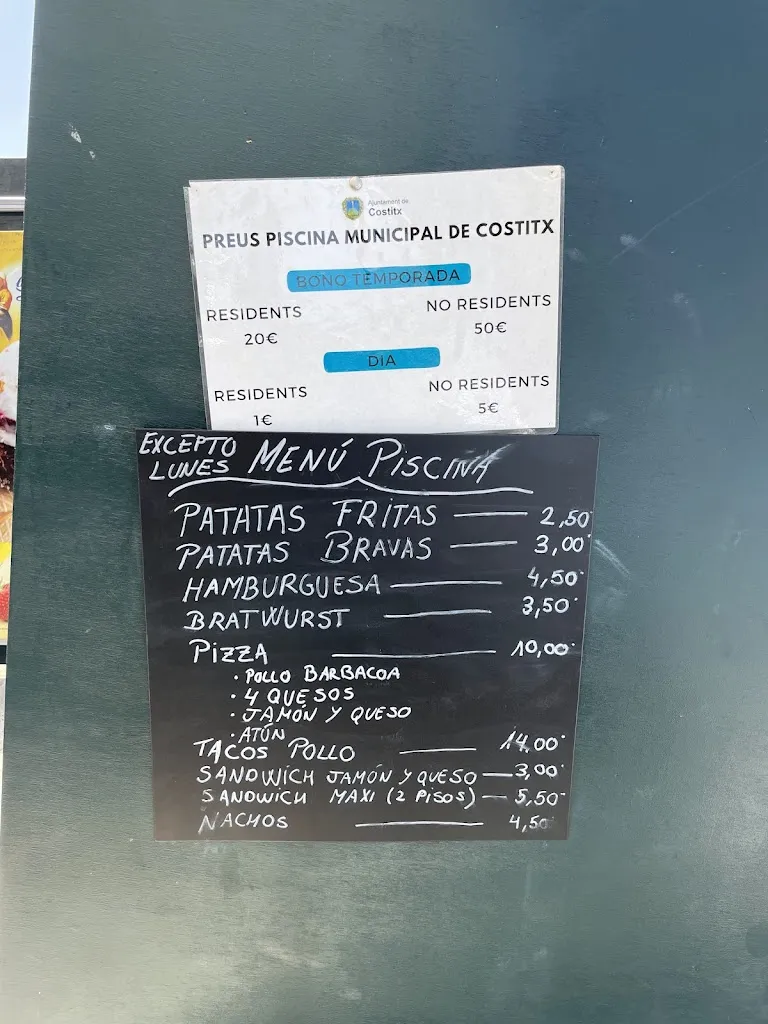 Ajuntament de
Costitx
PREUS PISCINA MUNICIPAL DE COSTITX
BONO TEMPORADA
RESIDENTS NO RESIDENTS
20€ 50€
DIA
RESIDENTS NO RESIDENTS
1€ 5€
EXCEPTO
LUNES MENÚ PISCINA
PATATAS FRITAS — 2,50
PATATAS BRAVAS — 3,00
HAMBURGUESA — 4,50
BRATWURST — 3,50
PIZZA — 10,00
· POLLO BARBACOA
· 4 QUESOS
· JAMÓN Y QUESO
· ATÚN
TACOS POLLO — 14.00
SANDWICH JAMÓN Y QUESO — 3,00
SANDWICH MAXI (2 PISOS) — 5,50
NACHOS — 4,50